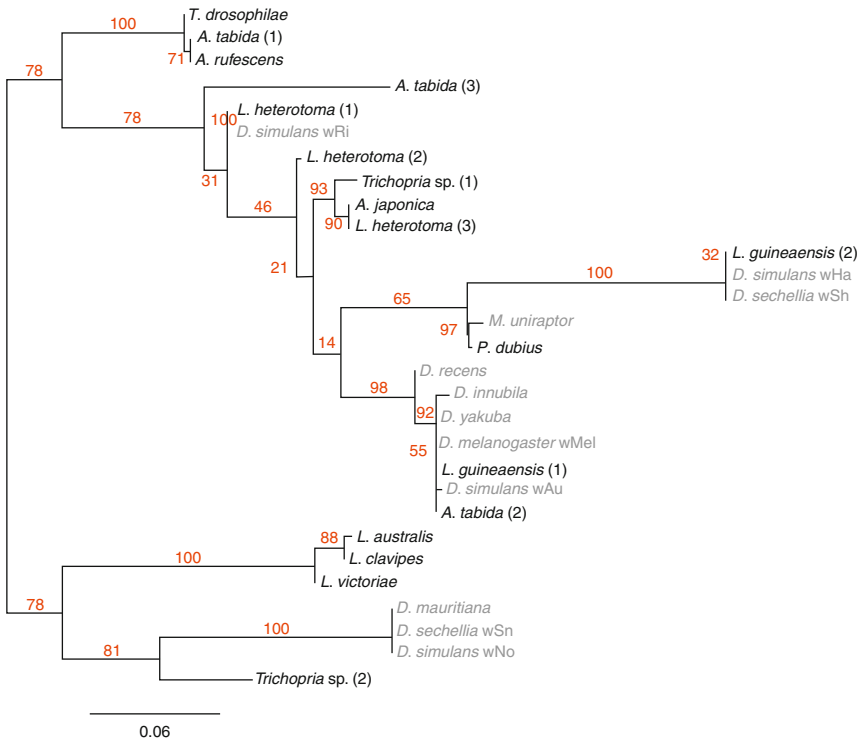 T. drosophilae
100
A. tabida (1)
71
A. rufescens
78
A. tabida (3)
L. heterotoma (1)
78
100
D. simulans wRi
L. heterotoma (2)
31
93
Trichopria sp. (1)
46
A. japonica
90
L. heterotoma (3)
32
L. guineaensis (2)
21
100
D. simulans wHa
D. sechellia wSh
65
M. uniraptor
97
14
P. dubius
D. recens
98
D. innubila
92
D. yakuba
D. melanogaster wMel
55
L. guineaensis (1)
D. simulans wAu
A. tabida (2)
88
L. australis
100
L. clavipes
L. victoriae
78
D. mauritiana
100
D. sechellia wSn
81
D. simulans wNo
Trichopria sp. (2)
0.06